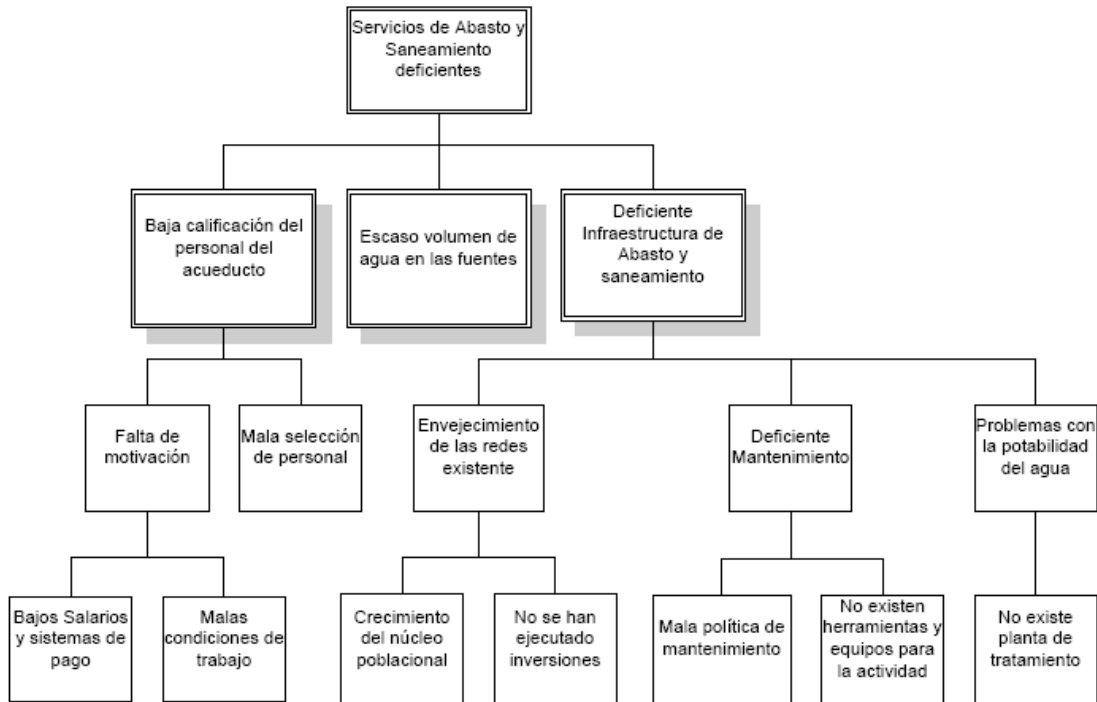 Servicios de Abasto y
Saneamiento
deficientes
Baja calificación del
personal del
acueducto
Escaso volumen de
agua en las fuentes
Deficiente
Infraestructura de
Abasto y
saneamiento
Falta de
motivación
Mala selección
de personal
Envejecimiento
de las redes
existente
Deficiente
Mantenimiento
Problemas con
la potabilidad
del agua
Bajos Salarios
y sistemas de
pago
Malas
condiciones de
trabajo
Crecimiento
del núcleo
poblacional
No se han
ejecutado
inversiones
Mala política de
mantenimiento
No existen
herramientas y
equipos para
la actividad
No existe
planta de
tratamiento